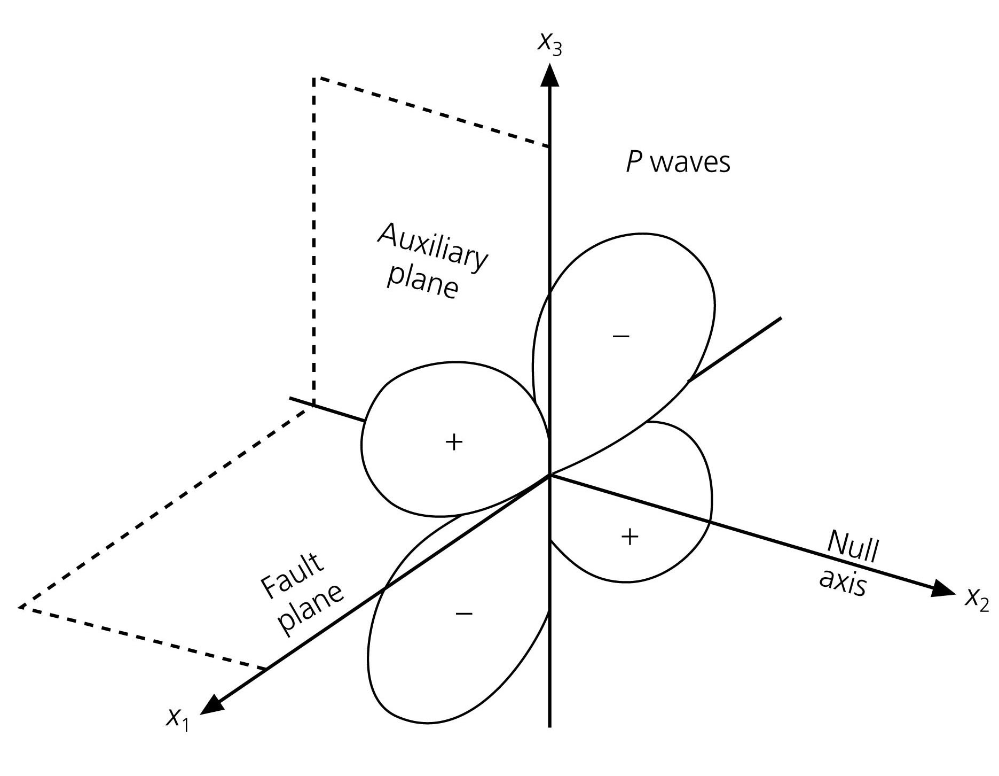 x₃
P waves
Auxiliary
plane
−
+
+
Null
axis
x₂
Fault
plane
−
x₁